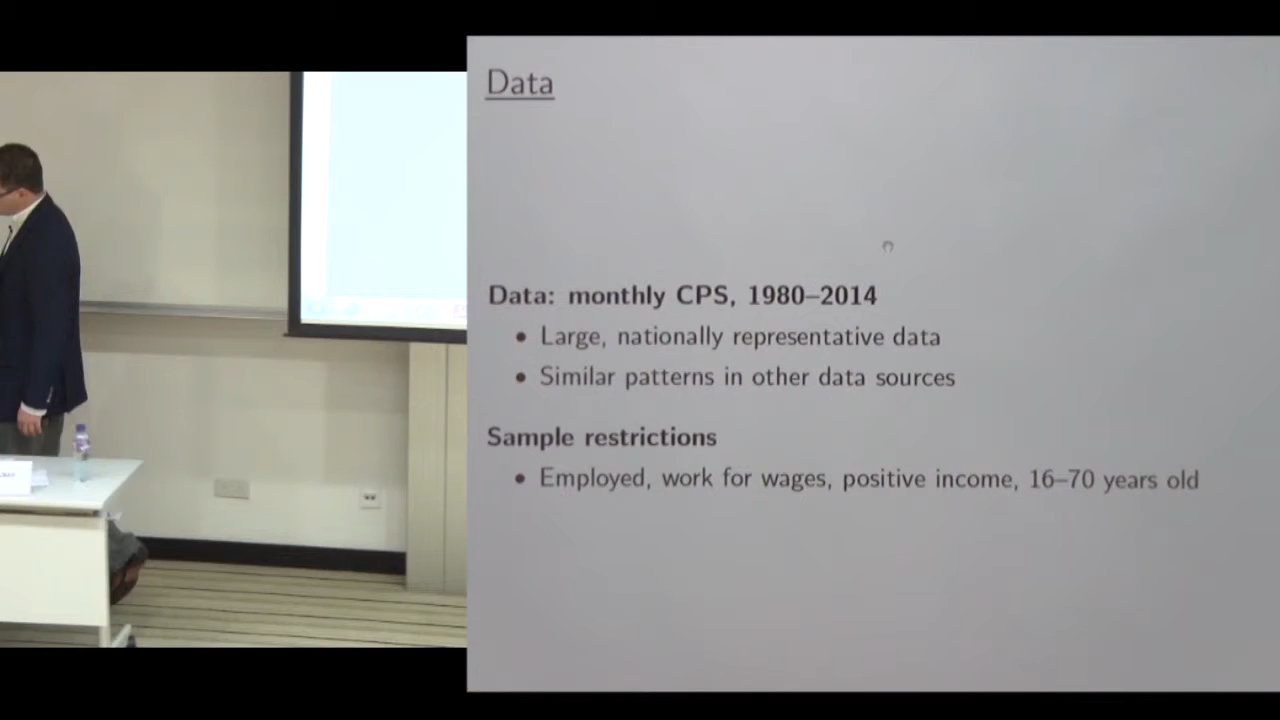 Data
Data: monthly CPS, 1980–2014
• Large, nationally representative data
• Similar patterns in other data sources
Sample restrictions
• Employed, work for wages, positive income, 16–70 years old